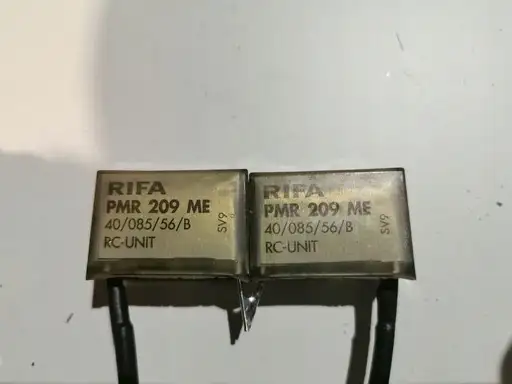 RIFA
PMR 209 ME
40/085/56/B
RC-UNIT
SV9
RIFA
PMR 209 ME
40/085/56/B
RC-UNIT
SV9